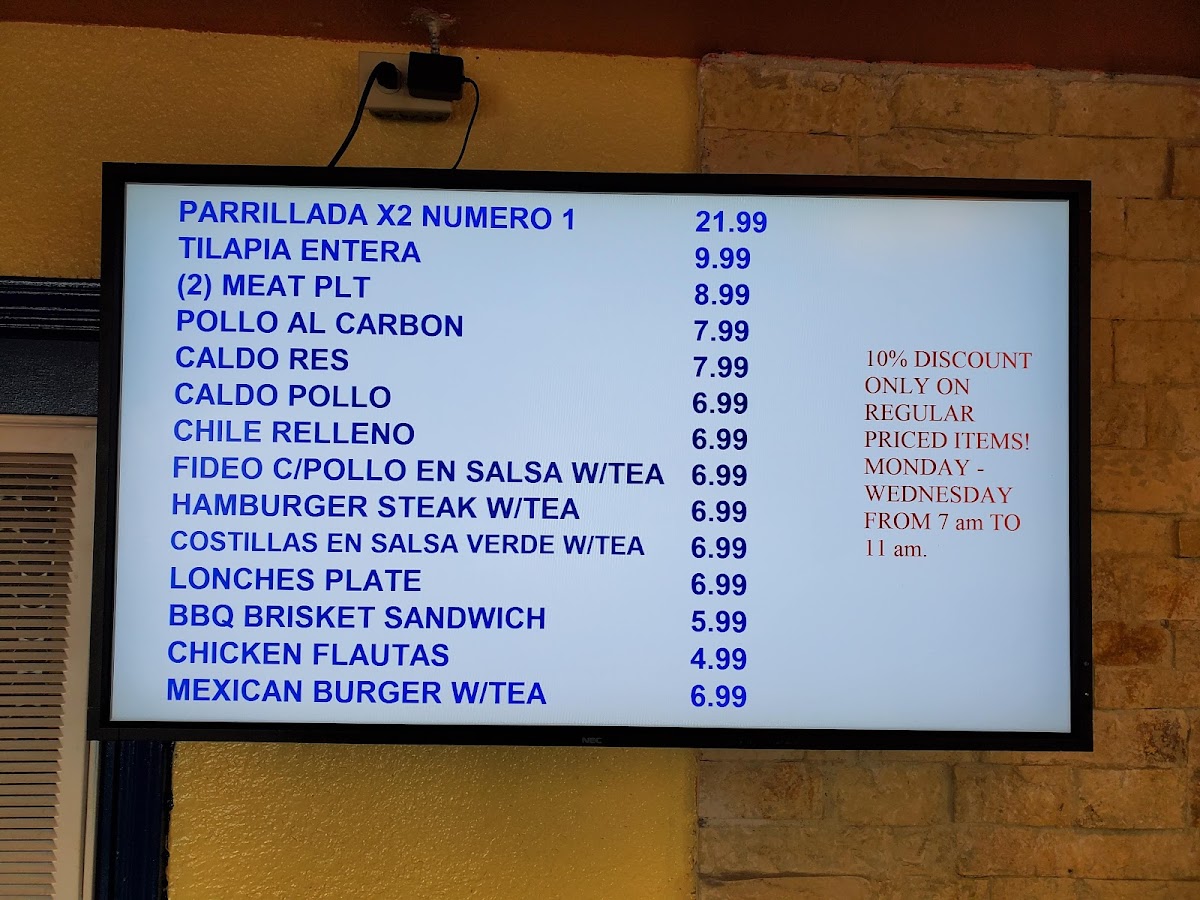 PARRILLADA X2 NUMERO 1 21.99
TILAPIA ENTERA 9.99
(2) MEAT PLT 8.99
POLLO AL CARBON 7.99
CALDO RES 7.99
CALDO POLLO 6.99
CHILE RELLENO 6.99
FIDEO C/POLLO EN SALSA W/TEA 6.99
HAMBURGER STEAK W/TEA 6.99
COSTILLAS EN SALSA VERDE W/TEA 6.99
LONCHES PLATE 6.99
BBQ BRISKET SANDWICH 5.99
CHICKEN FLAUTAS 4.99
MEXICAN BURGER W/TEA 6.99
10% DISCOUNT
ONLY ON
REGULAR
PRICED ITEMS!
MONDAY -
WEDNESDAY
FROM 7 am TO
11 am.
NEC